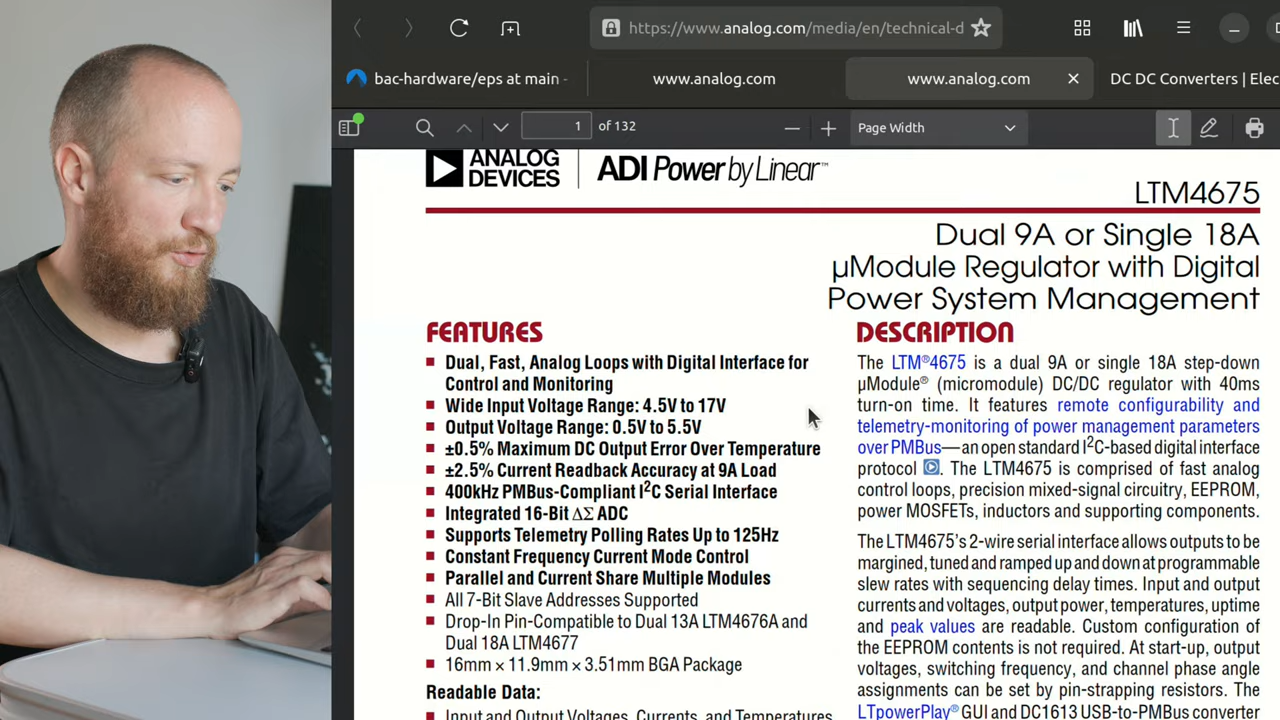 https://www.analog.com/media/en/technical-d
bac-hardware/eps at main -
www.analog.com
www.analog.com
DC DC Converters | Elec
1 of 132
Page Width
ANALOG
DEVICES
ADI Power by Linear™
LTM4675
Dual 9A or Single 18A
µModule Regulator with Digital
Power System Management
FEATURES
■ Dual, Fast, Analog Loops with Digital Interface for
Control and Monitoring
■ Wide Input Voltage Range: 4.5V to 17V
■ Output Voltage Range: 0.5V to 5.5V
■ ±0.5% Maximum DC Output Error Over Temperature
■ ±2.5% Current Readback Accuracy at 9A Load
■ 400kHz PMBus-Compliant I²C Serial Interface
■ Integrated 16-Bit ΔΣ ADC
■ Supports Telemetry Polling Rates Up to 125Hz
■ Constant Frequency Current Mode Control
■ Parallel and Current Share Multiple Modules
■ All 7-Bit Slave Addresses Supported
■ Drop-In Pin-Compatible to Dual 13A LTM4676A and
Dual 18A LTM4677
■ 16mm × 11.9mm × 3.51mm BGA Package
Readable Data:
■ Input and Output Voltages, Currents, and Temperatures
DESCRIPTION
The LTM®4675 is a dual 9A or single 18A step-down
µModule® (micromodule) DC/DC regulator with 40ms
turn-on time. It features remote configurability and
telemetry-monitoring of power management parameters
over PMBus—an open standard I²C-based digital interface
protocol. The LTM4675 is comprised of fast analog
control loops, precision mixed-signal circuitry, EEPROM,
power MOSFETs, inductors and supporting components.
The LTM4675's 2-wire serial interface allows outputs to be
margined, tuned and ramped up and down at programmable
slew rates with sequencing delay times. Input and output
currents and voltages, output power, temperatures, uptime
and peak values are readable. Custom configuration of
the EEPROM contents is not required. At start-up, output
voltages, switching frequency, and channel phase angle
assignments can be set by pin-strapping resistors. The
LTpowerPlay® GUI and DC1613 USB-to-PMBus converter